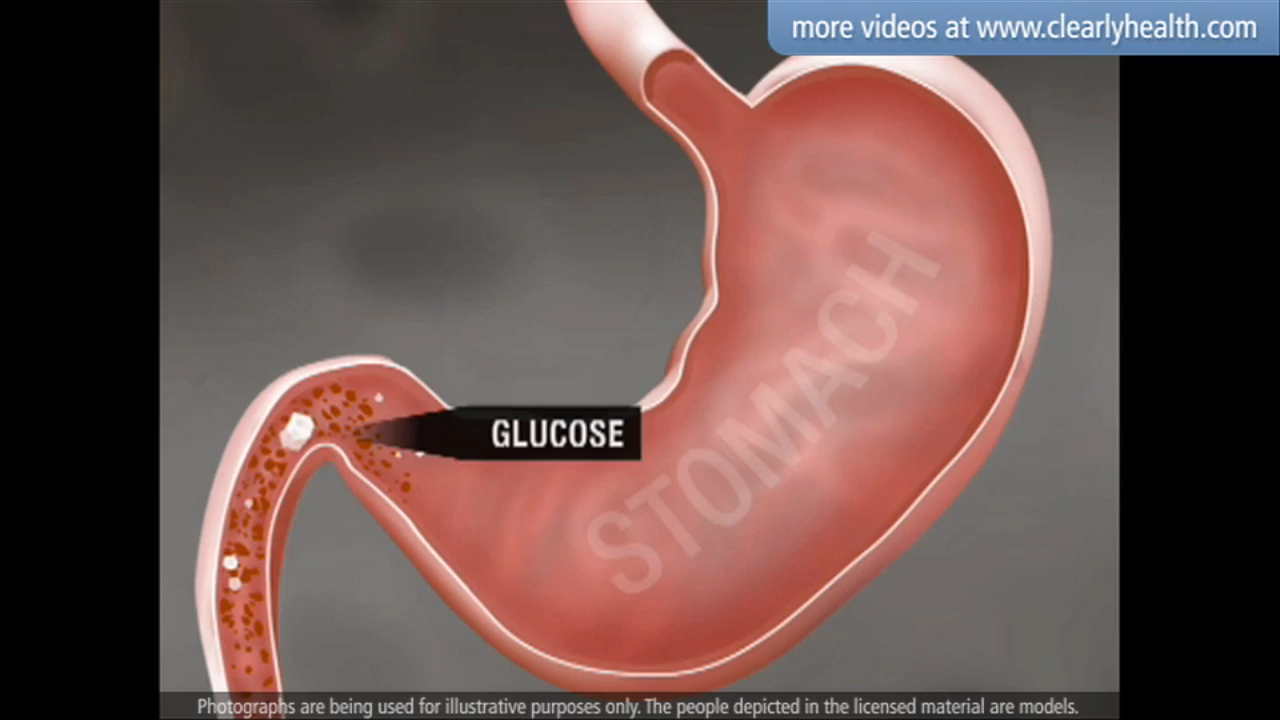 more videos at www.clearlyhealth.com
STOMACH
GLUCOSE
Photographs are being used for illustrative purposes only. The people depicted in the licensed material are models.